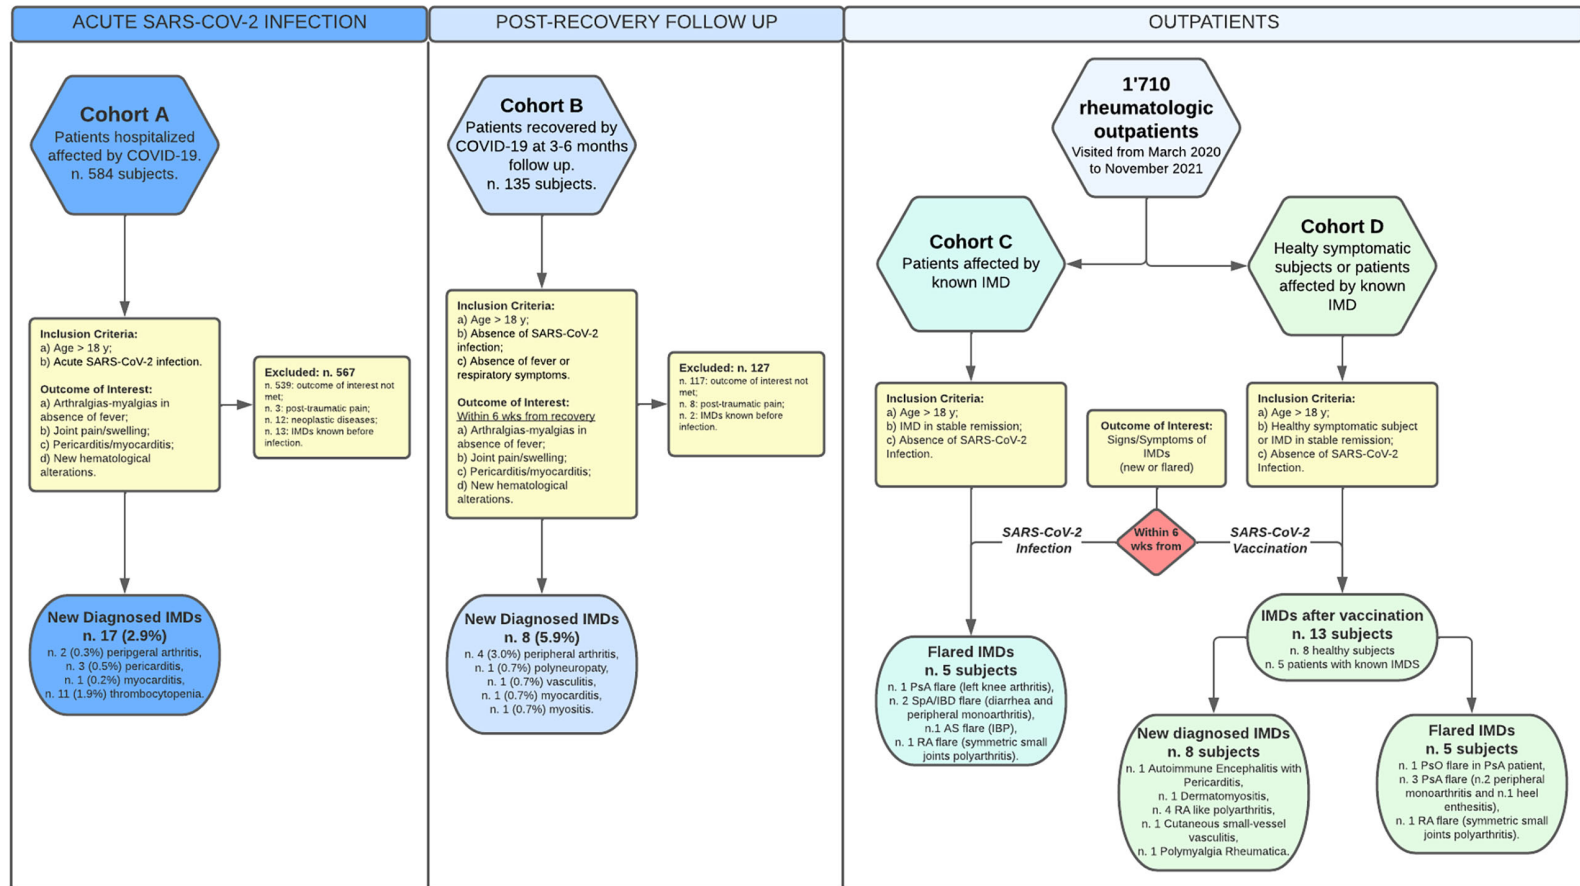 ACUTE SARS-COV-2 INFECTION
Cohort A
Patients hospitalized
affected by COVID-19.
n. 584 subjects.
Inclusion Criteria:
a) Age > 18 y;
b) Acute SARS-CoV-2 infection.
Outcome of Interest:
a) Arthralgias-myalgias in
absence of fever;
b) Joint pain/swelling;
c) Pericarditis/myocarditis;
d) New hematological
alterations.
Excluded: n. 567
n. 539: outcome of interest not
met;
n. 3: post-traumatic pain;
n. 12: neoplastic diseases;
n. 13: IMDs known before
infection.
New Diagnosed IMDs
n. 17 (2.9%)
n. 2 (0.3%) peripgeral arthritis,
n. 3 (0.5%) pericarditis,
n. 1 (0.2%) myocarditis,
n. 11 (1.9%) thrombocytopenia.
POST-RECOVERY FOLLOW UP
Cohort B
Patients recovered by
COVID-19 at 3-6 months
follow up.
n. 135 subjects.
Inclusion Criteria:
a) Age > 18 y;
b) Absence of SARS-CoV-2
infection;
c) Absence of fever or
respiratory symptoms.
Outcome of Interest:
Within 6 wks from recovery
a) Arthralgias-myalgias in
absence of fever;
b) Joint pain/swelling;
c) Pericarditis/myocarditis;
d) New hematological
alterations.
Excluded: n. 127
n. 117: outcome of interest not
met;
n. 8: post-traumatic pain;
n. 2: IMDs known before
infection.
New Diagnosed IMDs
n. 8 (5.9%)
n. 4 (3.0%) peripheral arthritis,
n. 1 (0.7%) polyneuropaty,
n. 1 (0.7%) vasculitis,
n. 1 (0.7%) myocarditis,
n. 1 (0.7%) myositis.
OUTPATIENTS
1'710
rheumatologic
outpatients
Visited from March 2020
to November 2021
Cohort C
Patients affected by
known IMD
Cohort D
Healty symptomatic
subjects or patients
affected by known
IMD
Inclusion Criteria:
a) Age > 18 y;
b) IMD in stable remission;
c) Absence of SARS-CoV-2
Infection.
Outcome of Interest:
Signs/Symptoms of
IMDs
(new or flared)
Inclusion Criteria:
a) Age > 18 y;
b) Healthy symptomatic subject
or IMD in stable remission;
c) Absence of SARS-CoV-2
Infection.
SARS-CoV-2
Infection
Within 6
wks from
SARS-CoV-2
Vaccination
Flared IMDs
n. 5 subjects
n. 1 PsA flare (left knee arthritis),
n. 2 SpA/IBD flare (diarrhea and
peripheral monoarthritis),
n.1 AS flare (IBP),
n. 1 RA flare (symmetric small
joints polyarthritis).
IMDs after vaccination
n. 13 subjects
n. 8 healthy subjects
n. 5 patients with known IMDS
New diagnosed IMDs
n. 8 subjects
n. 1 Autoimmune Encephalitis with
Pericarditis,
n. 1 Dermatomyositis,
n. 4 RA like polyarthritis,
n. 1 Cutaneous small-vessel
vasculitis,
n. 1 Polymyalgia Rheumatica.
Flared IMDs
n. 5 subjects
n. 1 PsO flare in PsA patient,
n. 3 PsA flare (n.2 peripheral
monoarthritis and n.1 heel
enthesitis),
n. 1 RA flare (symmetric small
joints polyarthritis).